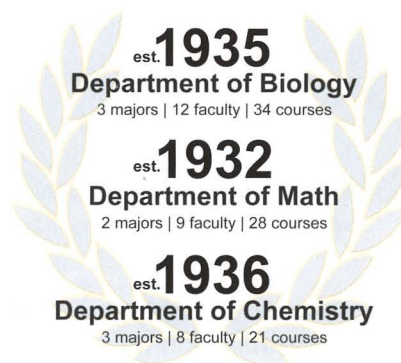 est. 1935
Department of Biology
3 majors | 12 faculty | 34 courses
est. 1932
Department of Math
2 majors | 9 faculty | 28 courses
est. 1936
Department of Chemistry
3 majors | 8 faculty | 21 courses